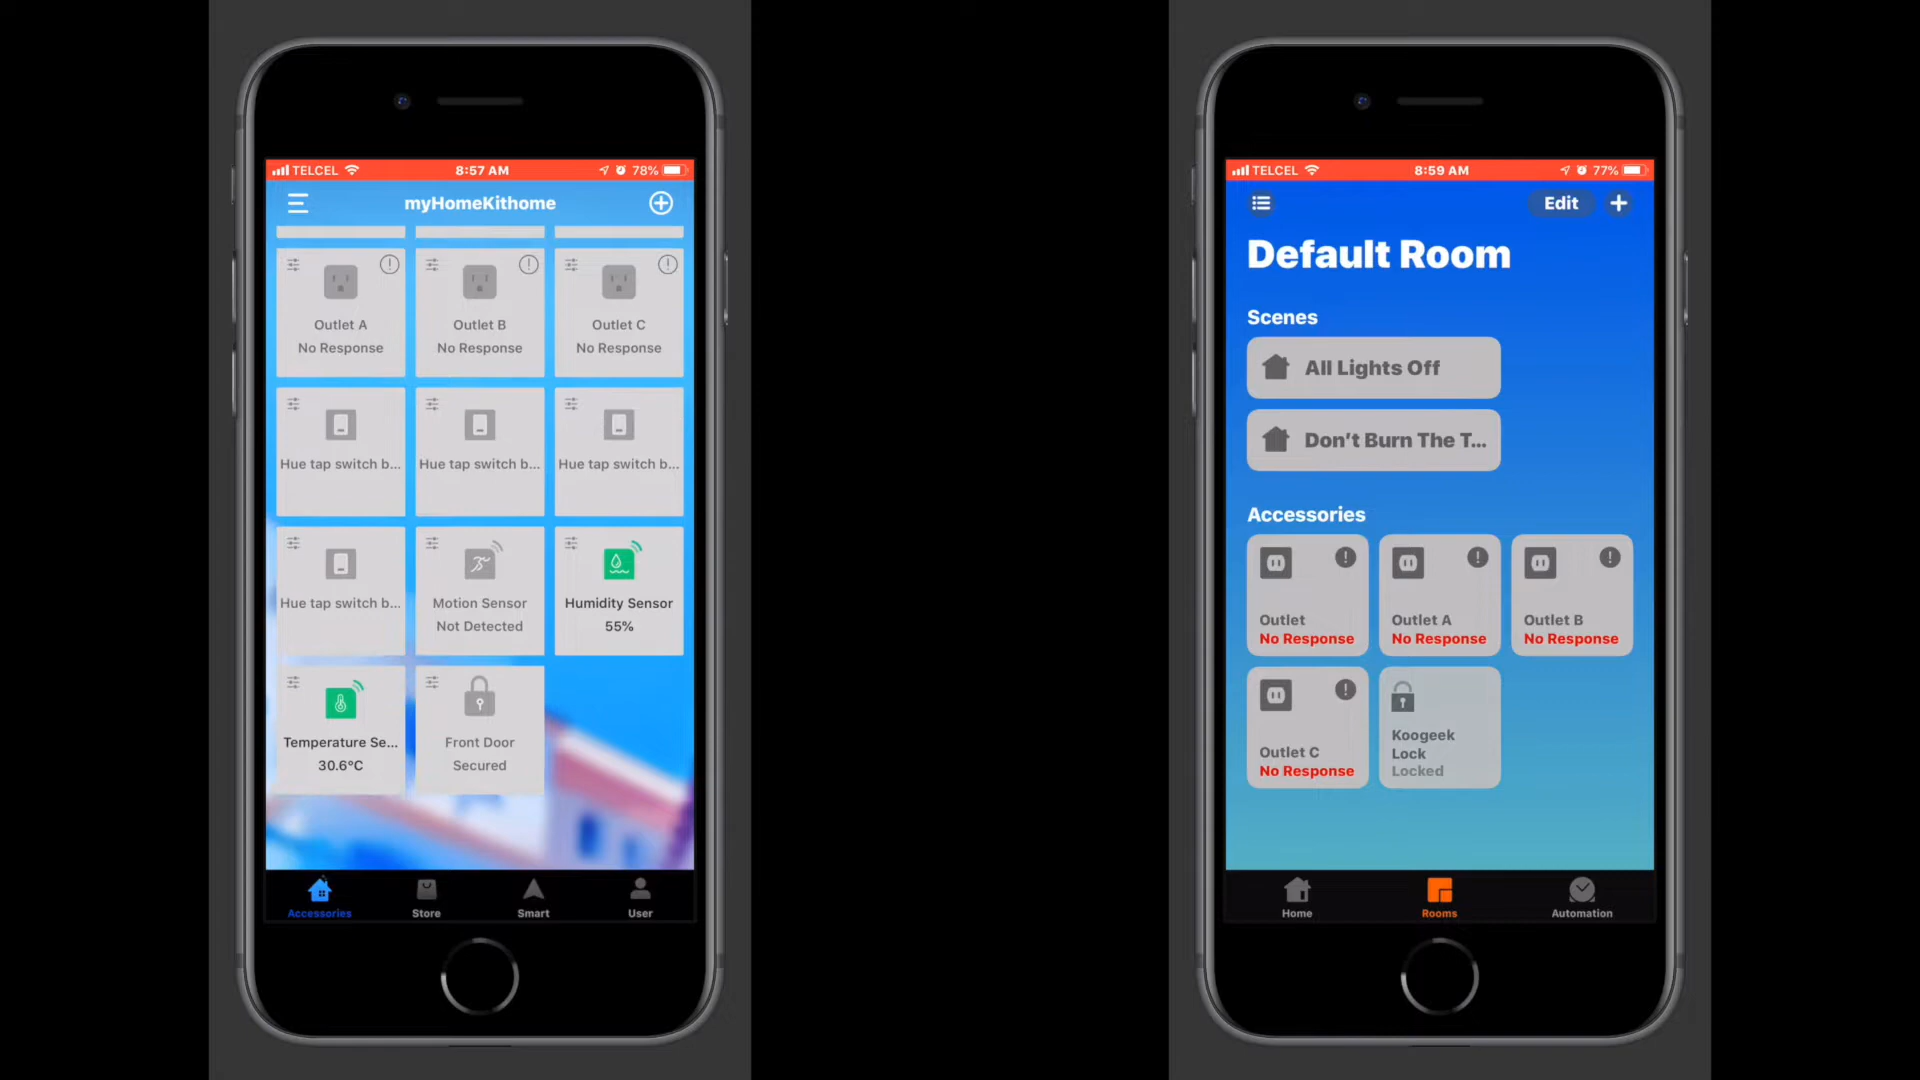 TELCEL 8:57 AM 78%
myHomeKithome
Outlet A
No Response
Outlet B
No Response
Outlet C
No Response
Hue tap switch b...
Hue tap switch b...
Hue tap switch b...
Hue tap switch b...
Motion Sensor
Not Detected
Humidity Sensor
55%
Temperature Se...
30.6°C
Front Door
Secured
Accessories
Store
Smart
User
TELCEL 8:59 AM 77%
Edit
Default Room
Scenes
All Lights Off
Don't Burn The T...
Accessories
Outlet
No Response
Outlet A
No Response
Outlet B
No Response
Outlet C
No Response
Koogeek
Lock
Locked
Home
Rooms
Automation